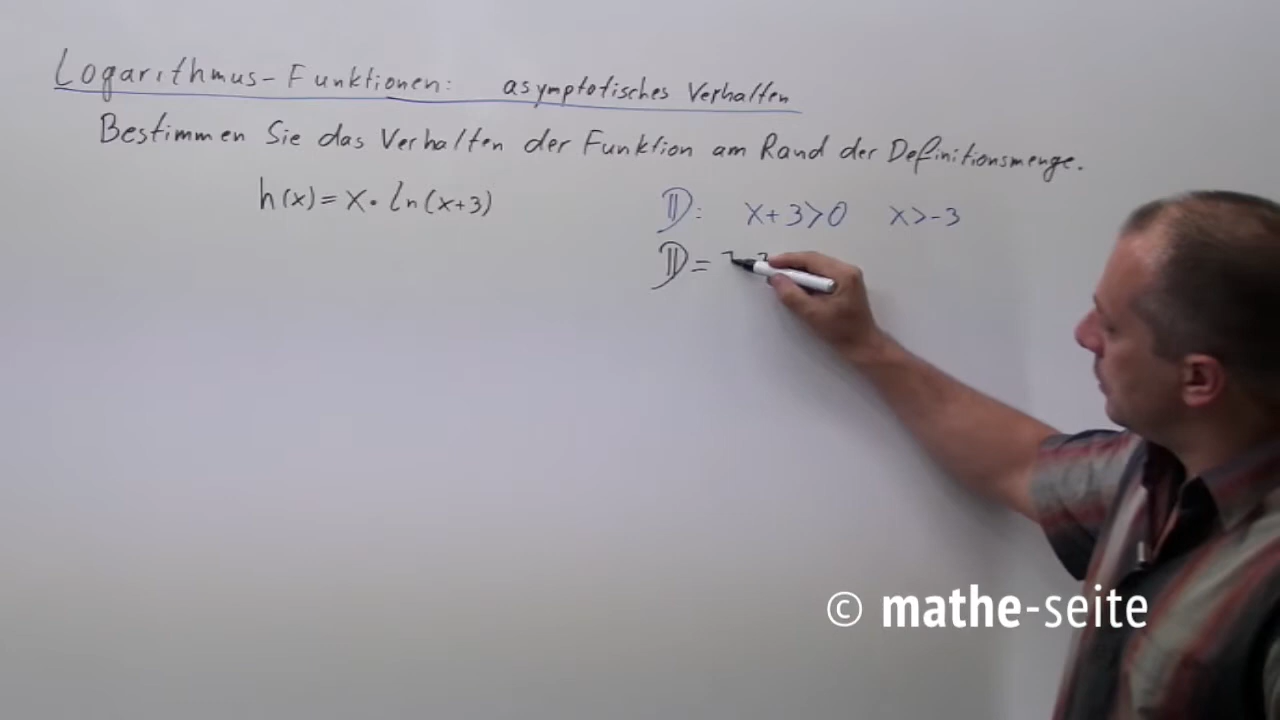 Logarithmus-Funktionen: asymptotisches Verhalten
Bestimmen Sie das Verhalten der Funktion am Rand der Definitionsmenge.
h(x)=x·ln(x+3)
𝔻: x+3>0 x>-3
𝔻=
© mathe-seite